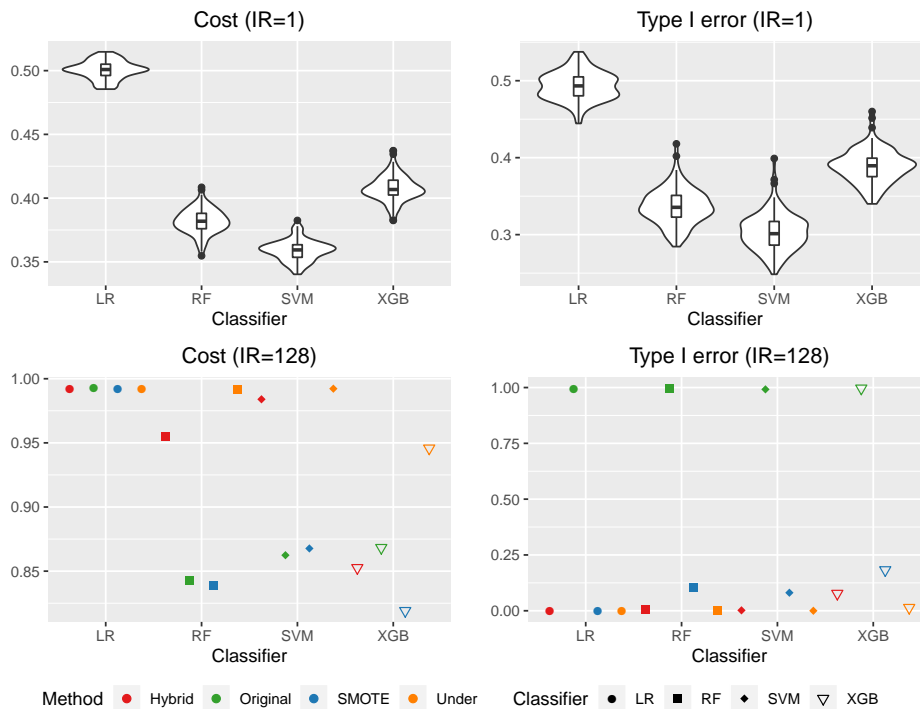 Cost (IR=1)
0.50
0.45
0.40
0.35
LR RF SVM XGB
Classifier
Type I error (IR=1)
0.5
0.4
0.3
LR RF SVM XGB
Classifier
Cost (IR=128)
1.00
0.95
0.90
0.85
LR RF SVM XGB
Classifier
Type I error (IR=128)
1.00
0.75
0.50
0.25
0.00
LR RF SVM XGB
Classifier
Method Hybrid Original SMOTE Under
Classifier LR RF SVM XGB